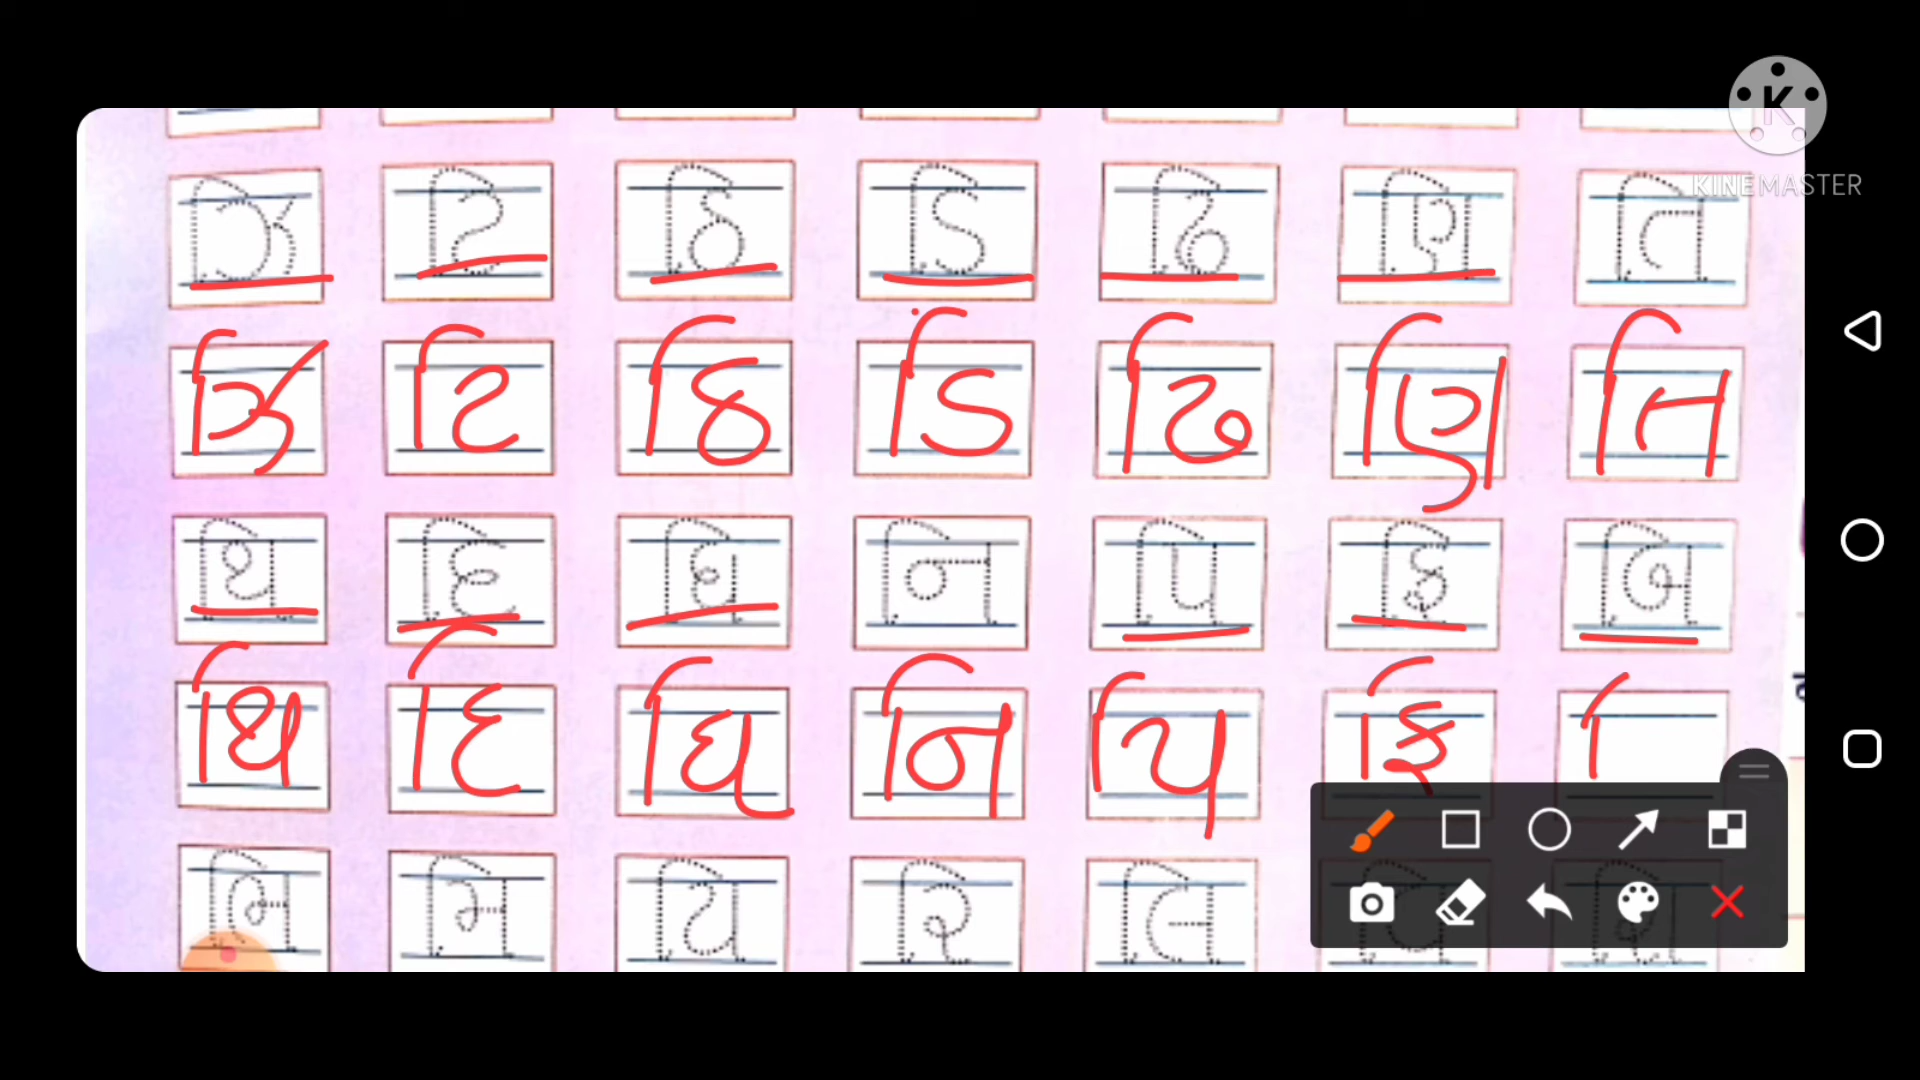 KINEMASTER
ઝિ ટિ ઠિ ડિ ઢિ ણિ તિ
ઝિ ટિ ઠિ ડિ ઢિ ણિ તિ
થિ દિ ધિ નિ પિ ફિ બિ
થિ દિ ઘિ નિ પિ ફિ િ
ભિ મિ યિ રિ લિ